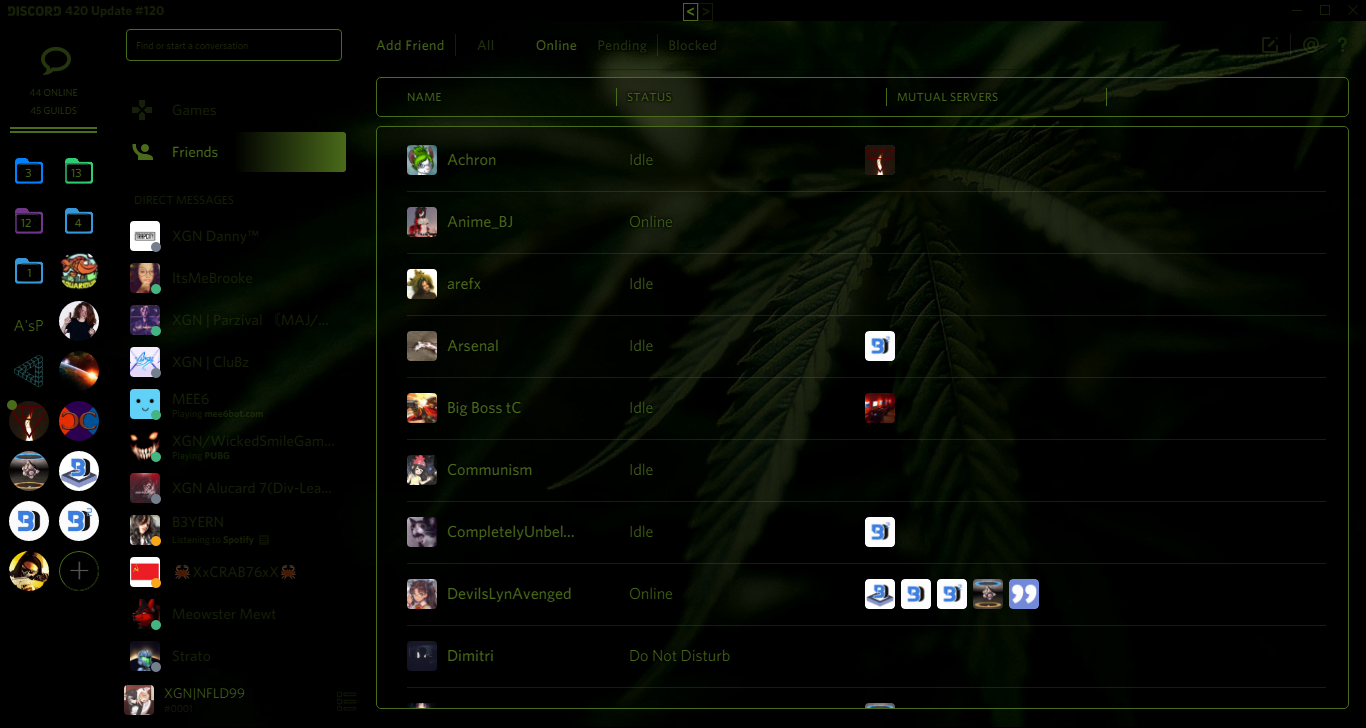 DISCORD 420 Update #120
< >
Find or start a conversation
Add Friend All Online Pending Blocked
@ ?
44 ONLINE
45 GUILDS
Games
Friends
3 13
12 4
1
A'sP
DIRECT MESSAGES
XGN Danny™
ItsMeBrooke
XGN | Parzival 〔MAJ/...
XGN | CluBz
MEE6
Playing mee6bot.com
XGN/WickedSmileGam...
Playing PUBG
XGN Alucard 7(Div-Lea...
B3YERN
Listening to Spotify
🦀XxCRAB76xX🦀
Meowster Mewt
Strato
XGN|NFLD99
#0001
NAME STATUS MUTUAL SERVERS
Achron Idle
Anime_BJ Online
arefx Idle
Arsenal Idle
Big Boss tC Idle
Communism Idle
CompletelyUnbel... Idle
DevilsLynAvenged Online
Dimitri Do Not Disturb